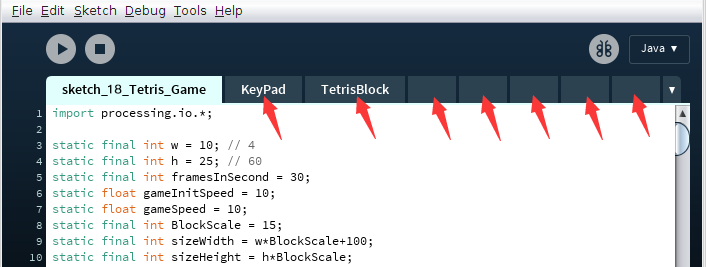 File Edit Sketch Debug Tools Help
Java ▼
sketch_18_Tetris_Game KeyPad TetrisBlock ▼
1 import processing.io.*;
2
3 static final int w = 10; // 4
4 static final int h = 25; // 60
5 static final int framesInSecond = 30;
6 static float gameInitSpeed = 10;
7 static float gameSpeed = 10;
8 static final int BlockScale = 15;
9 static final int sizeWidth = w*BlockScale+100;
10 static final int sizeHeight = h*BlockScale;